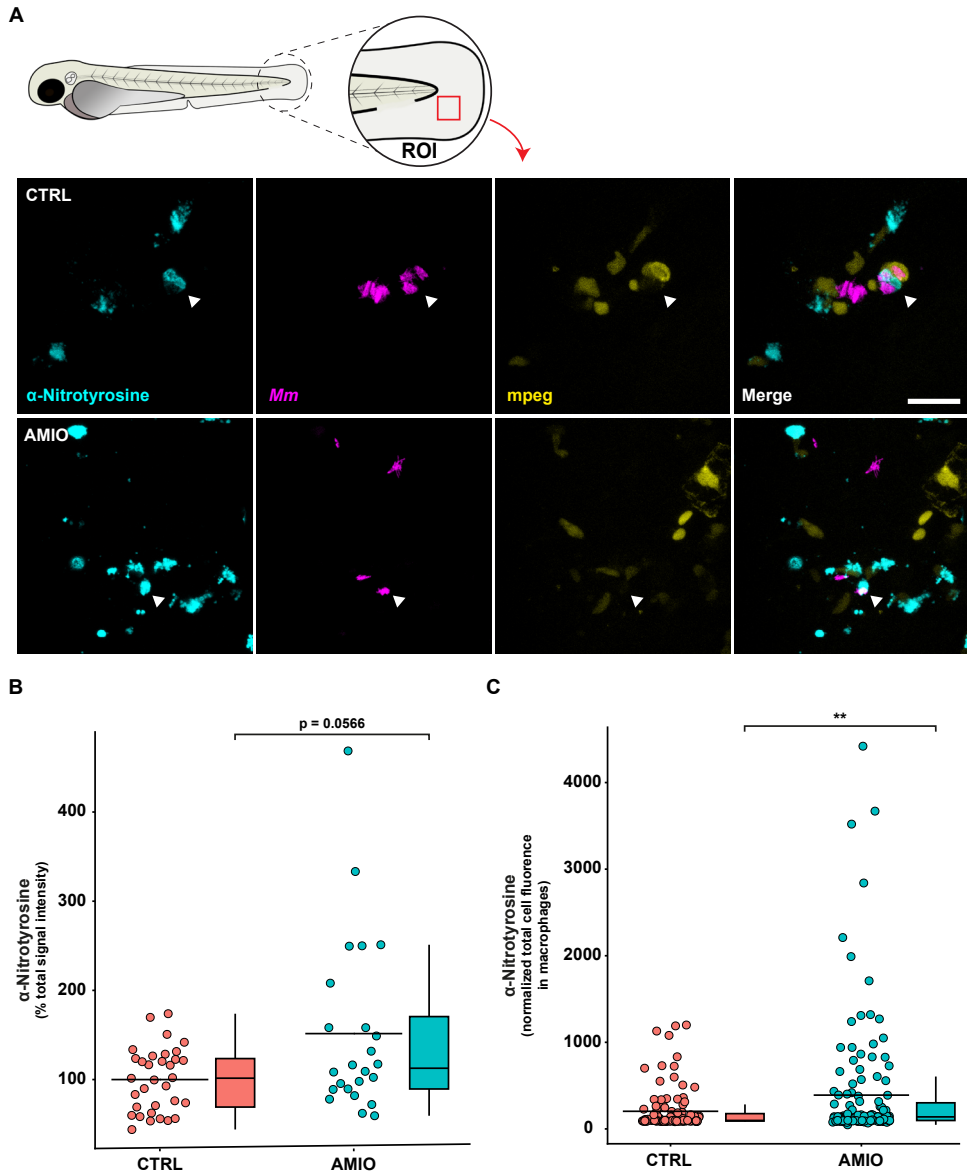 A
ROI
CTRL
α-Nitrotyrosine
Mm
mpeg
Merge
AMIO
B
p = 0.0566
400
300
200
100
α-Nitrotyrosine
(% total signal intensity)
CTRL
AMIO
C
**
4000
3000
2000
1000
0
α-Nitrotyrosine
(normalized total cell fluorence
in macrophages)
CTRL
AMIO